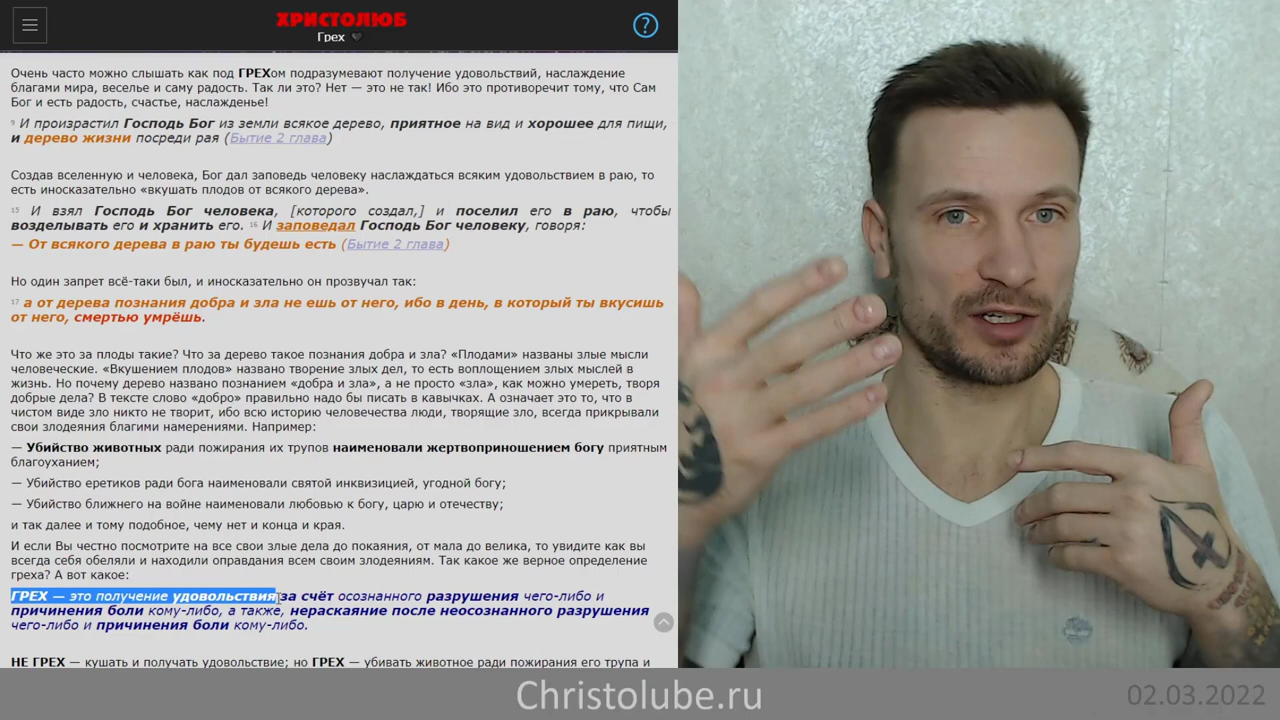 ХРИСТОЛЮБ
Грех
?
Очень часто можно слышать как под ГРЕХом подразумевают получение удовольствий, наслаждение
благами мира, веселье и саму радость. Так ли это? Нет — это не так! Ибо это противоречит тому, что Сам
Бог и есть радость, счастье, наслажденье!
9 И произрастил Господь Бог из земли всякое дерево, приятное на вид и хорошее для пищи,
и дерево жизни посреди рая (Бытие 2 глава)
Создав вселенную и человека, Бог дал заповедь человеку наслаждаться всяким удовольствием в раю, то
есть иносказательно «вкушать плодов от всякого дерева».
15 И взял Господь Бог человека, [которого создал,] и поселил его в раю, чтобы
возделывать его и хранить его. 16 И заповедал Господь Бог человеку, говоря:
— От всякого дерева в раю ты будешь есть (Бытие 2 глава)
Но один запрет всё-таки был, и иносказательно он прозвучал так:
17 а от дерева познания добра и зла не ешь от него, ибо в день, в который ты вкусишь
от него, смертью умрёшь.
Что же это за плоды такие? Что за дерево такое познания добра и зла? «Плодами» названы злые мысли
человеческие. «Вкушением плодов» названо творение злых дел, то есть воплощением злых мыслей в
жизнь. Но почему дерево названо познанием «добра и зла», а не просто «зла», как можно умереть, творя
добрые дела? В тексте слово «добро» правильно надо бы писать в кавычках. А означает это то, что в
чистом виде зло никто не творит, ибо всю историю человечества люди, творящие зло, всегда прикрывали
свои злодеяния благими намерениями. Например:
— Убийство животных ради пожирания их трупов наименовали жертвоприношением богу приятным
благоуханием;
— Убийство еретиков ради бога наименовали святой инквизицией, угодной богу;
— Убийство ближнего на войне наименовали любовью к богу, царю и отечеству;
и так далее и тому подобное, чему нет и конца и края.
И если Вы честно посмотрите на все свои злые дела до покаяния, от мала до велика, то увидите как вы
всегда себя обеляли и находили оправдания всем своим злодеяниям. Так какое же верное определение
греха? А вот какое:
ГРЕХ — это получение удовольствия за счёт осознанного разрушения чего-либо и
причинения боли кому-либо, а также, нераскаяние после неосознанного разрушения
чего-либо и причинения боли кому-либо.
НЕ ГРЕХ — кушать и получать удовольствие; но ГРЕХ — убивать животное ради пожирания его трупа и
Christolube.ru
02.03.2022